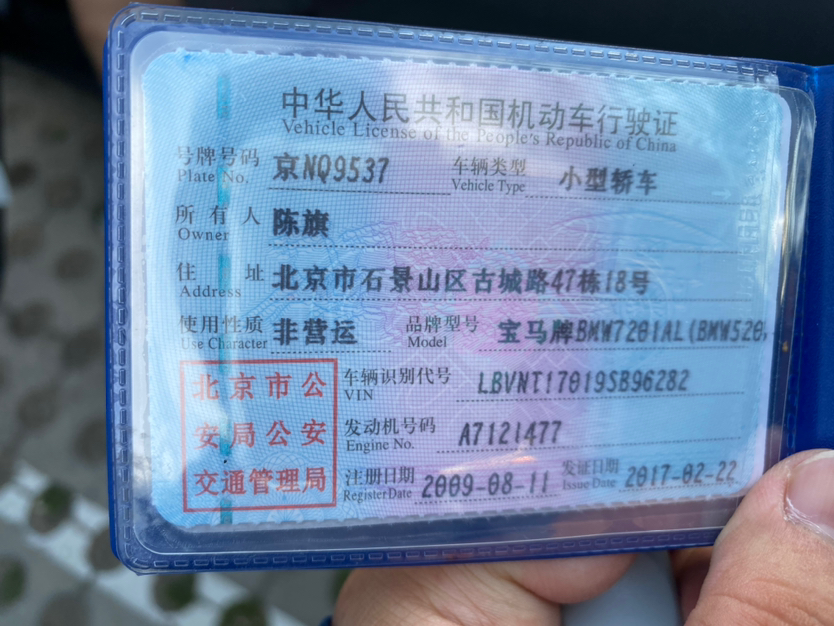 中华人民共和国机动车行驶证
Vehicle License of the People's Republic of China
号牌号码 京NQ9537 车辆类型 小型轿车
Plate No. Vehicle Type
所有人 陈旗
Owner
住址 北京市石景山区古城路47栋18号
Address
使用性质 非营运 品牌型号 宝马牌BMW7201AL(BMW520,
Use Character Model
北京市公安局公安交通管理局
车辆识别代号 LBVNT17019SB96282
VIN
发动机号码 A7121477
Engine No.
注册日期 2009-08-11 发证日期 2017-02-22
Register Date Issue Date